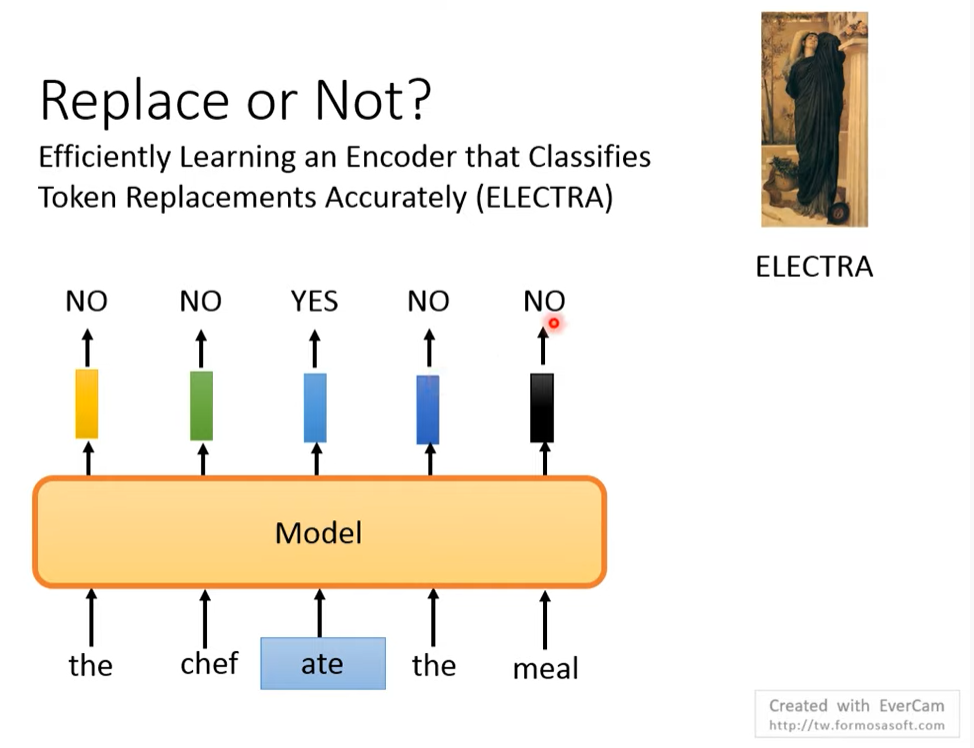 Replace or Not?
Efficiently Learning an Encoder that Classifies
Token Replacements Accurately (ELECTRA)
ELECTRA
NO NO YES NO NO
Model
the chef ate the meal
Created with EverCam
http://tw.formosasoft.com